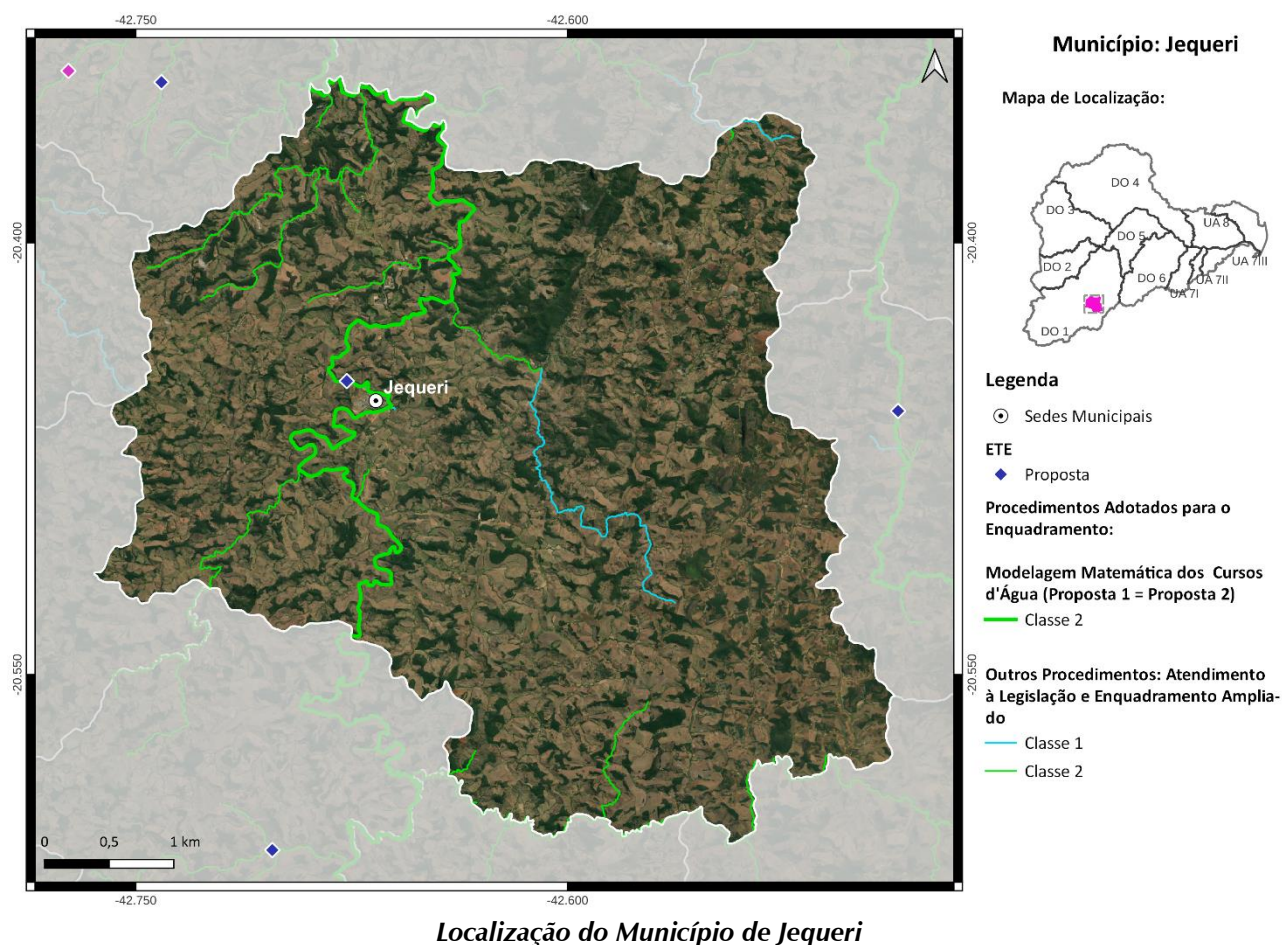 -42.750
-42.600
-20.400
-20.400
Jequeri
-20.550
-20.550
0
0,5
1 km
-42.750
-42.600
Município: Jequeri
Mapa de Localização:
DO 4
DO 3
DO 5
UA 8
DO 2
DO 6
UA 7I
UA 7II
UA 7III
DO 1
Legenda
Sedes Municipais
ETE
Proposta
Procedimentos Adotados para o
Enquadramento:
Modelagem Matemática dos Cursos
d'Água (Proposta 1 = Proposta 2)
Classe 2
Outros Procedimentos: Atendimento
à Legislação e Enquadramento Amplia-
do
Classe 1
Classe 2
Localização do Município de Jequeri